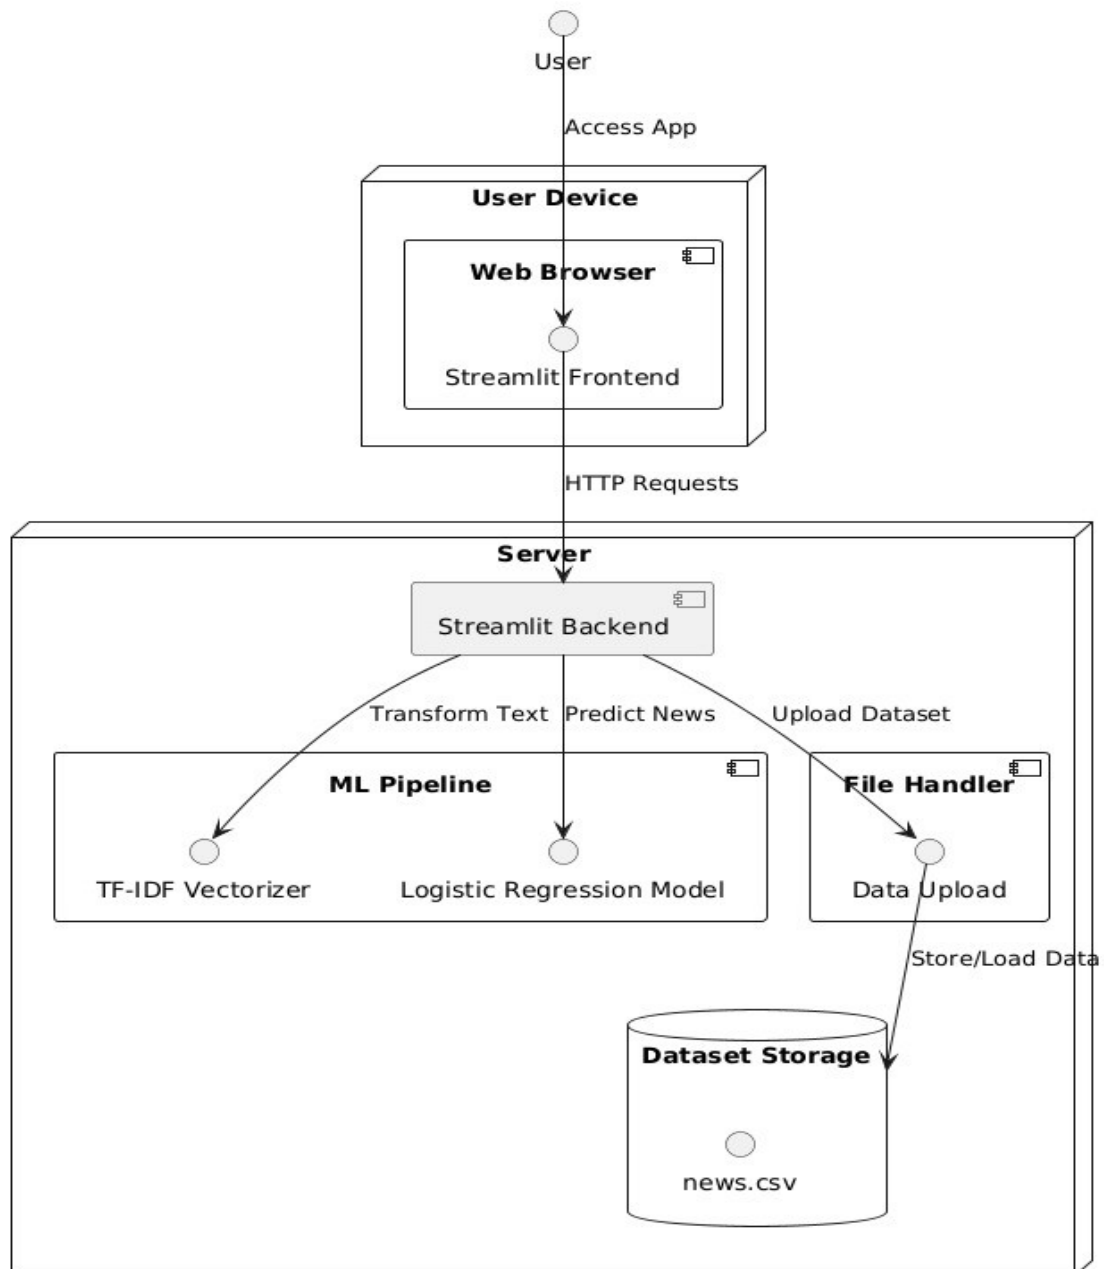 User
Access App
User Device
Web Browser
Streamlit Frontend
HTTP Requests
Server
Streamlit Backend
Transform Text
Predict News
Upload Dataset
ML Pipeline
File Handler
TF-IDF Vectorizer
Logistic Regression Model
Data Upload
Store/Load Data
Dataset Storage
news.csv